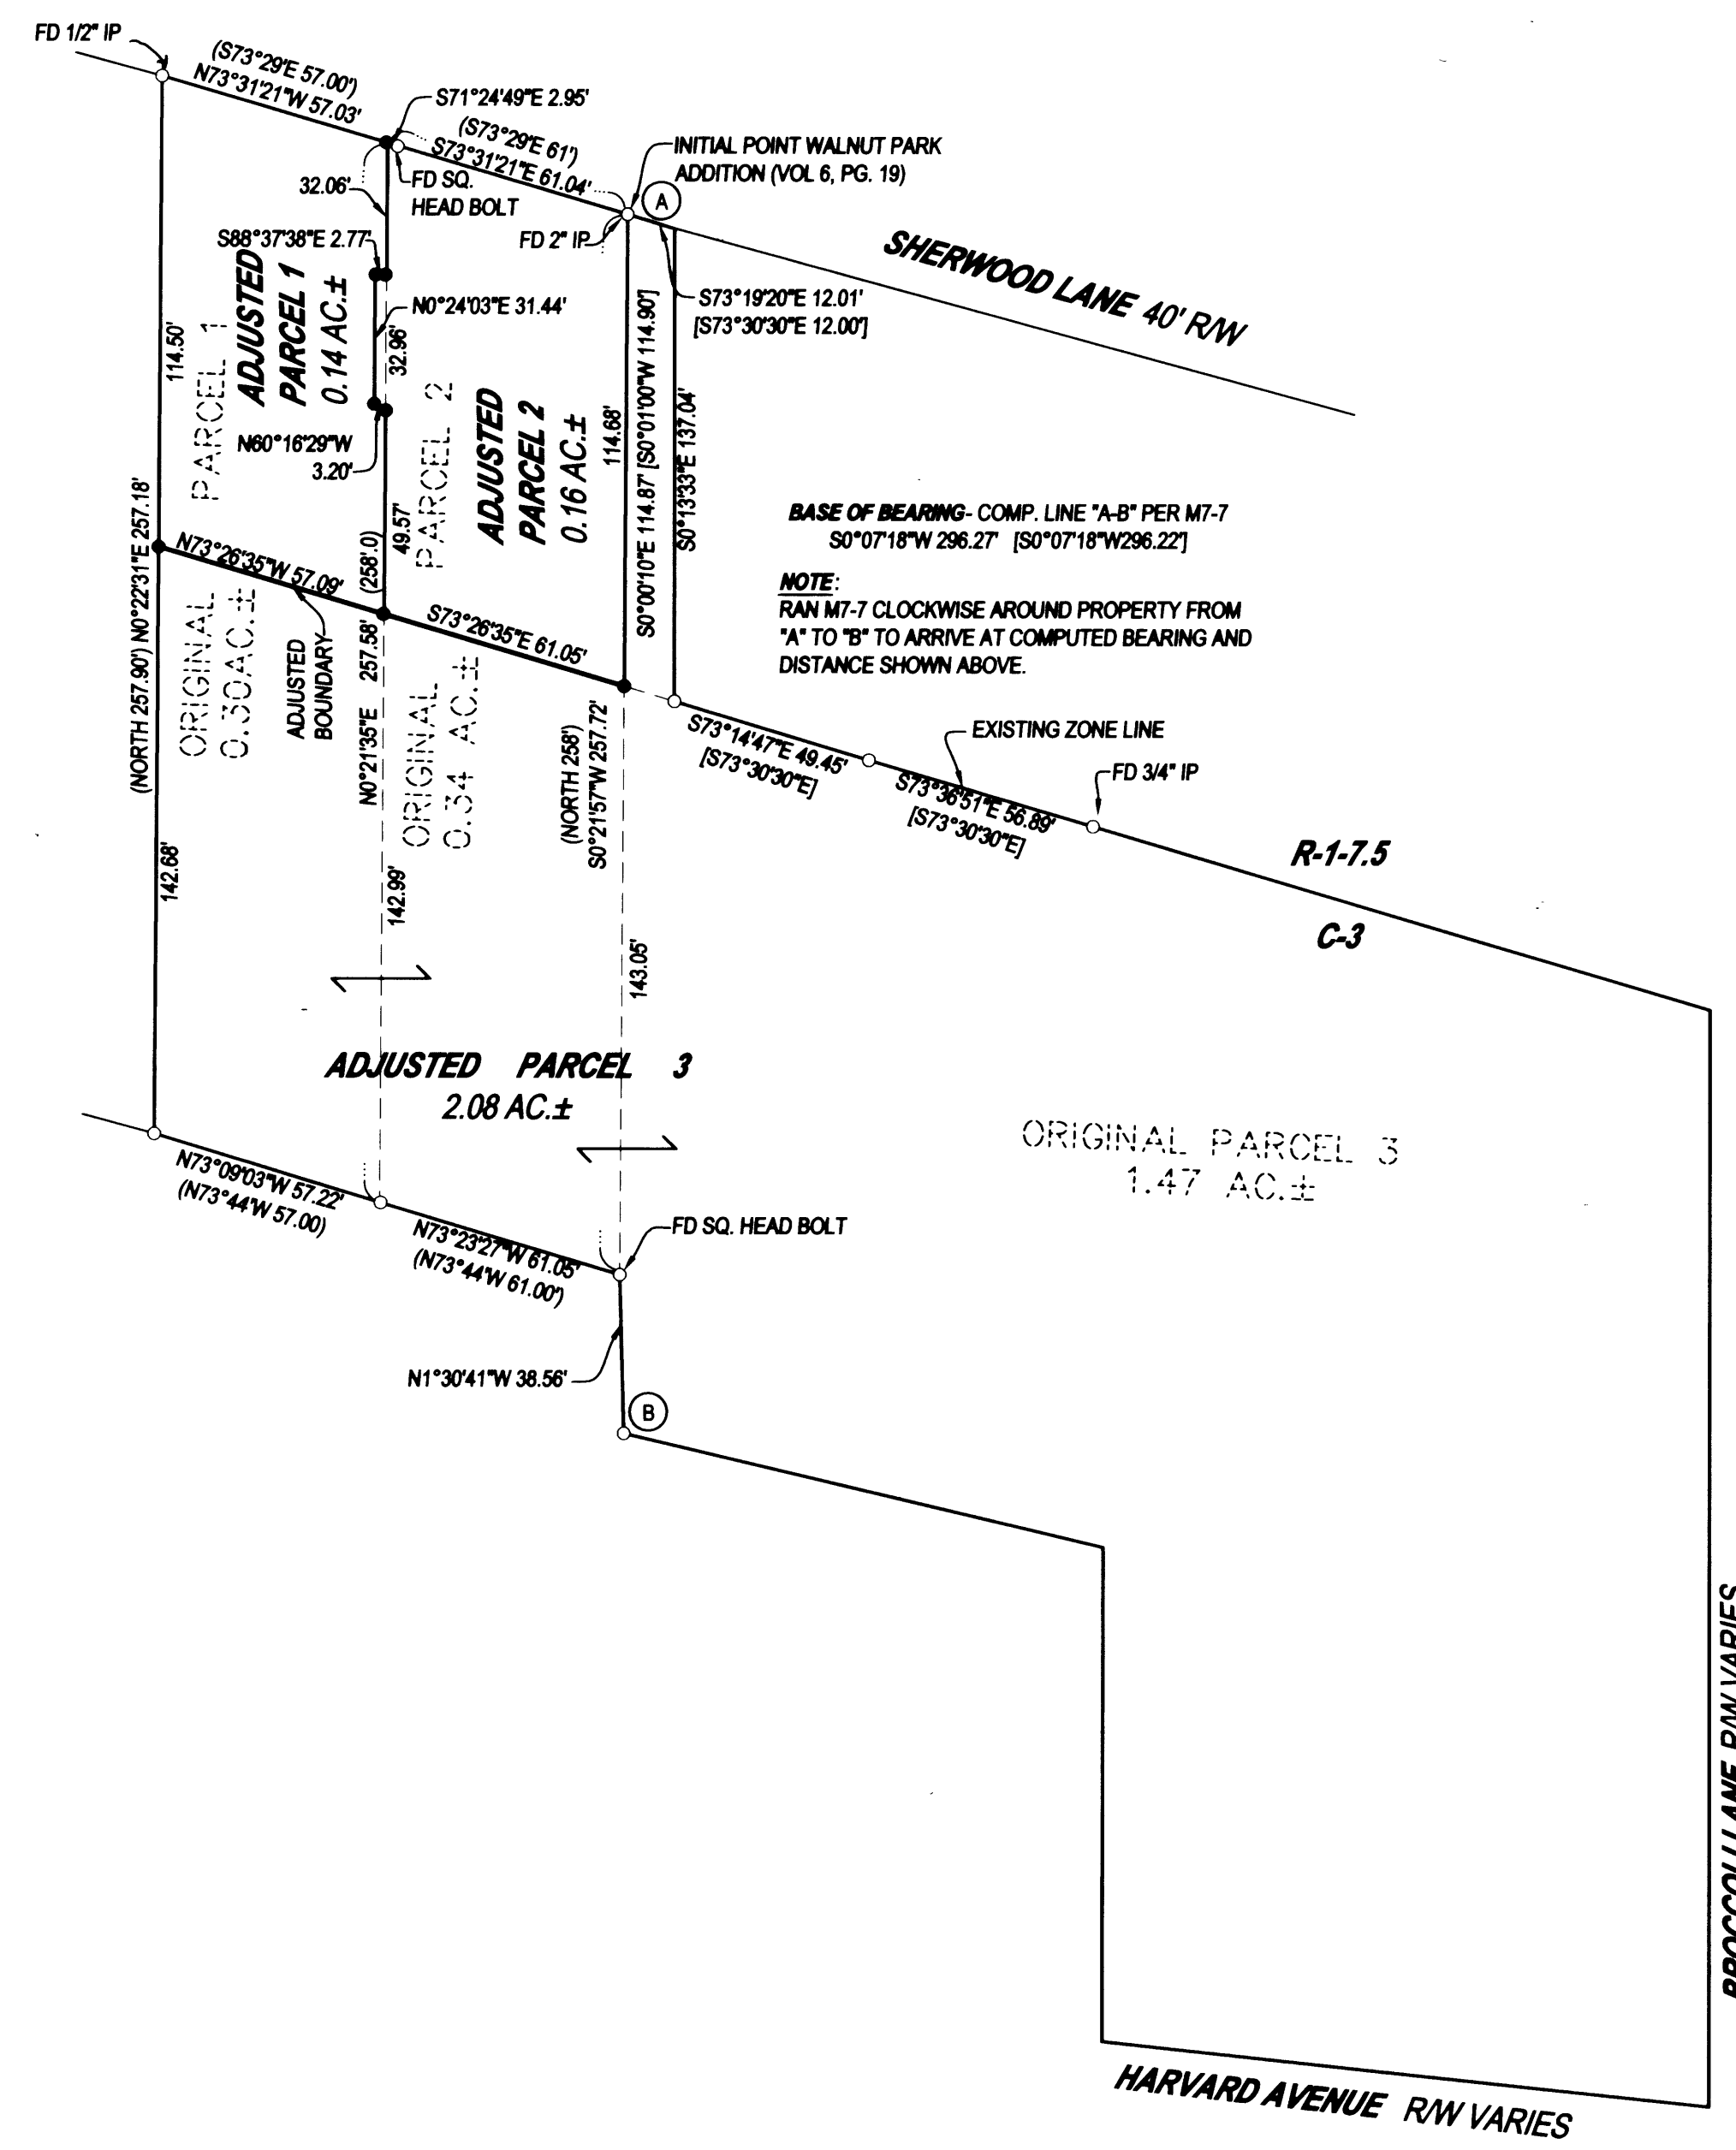 FD 1/2" IP
(S73°29'E 57.00')
N73°31'21"W 57.03'
S71°24'49"E 2.95'
(S73°29'E 61')
S73°31'21"E 61.04'
INITIAL POINT WALNUT PARK
ADDITION (VOL 6, PG. 19)
A
32.06'
FD SQ.
HEAD BOLT
FD 2" IP
SHERWOOD LANE 40' R/W
S88°37'38"E 2.77'
S73°19'20"E 12.01'
[S73°30'30"E 12.00']
N0°24'03"E 31.44'
114.50'
PARCEL 1
ADJUSTED
PARCEL 1
0.14 AC.±
32.96'
PARCEL 2
ADJUSTED
PARCEL 2
0.16 AC.±
114.68'
S0°00'10"E 114.87' [S0°01'00"W 114.90']
S0°13'33"E 137.04'
N60°16'29"W
3.20'
49.57'
(258'.0)
BASE OF BEARING- COMP. LINE "A-B" PER M7-7
S0°07'18"W 296.27' [S0°07'18"W296.22']
NOTE:
RAN M7-7 CLOCKWISE AROUND PROPERTY FROM
"A" TO "B" TO ARRIVE AT COMPUTED BEARING AND
DISTANCE SHOWN ABOVE.
(NORTH 257.90') N0°22'31"E 257.18'
N73°26'35"W 57.09'
S73°26'35"E 61.05'
ORIGINAL
0.30AC.±
ADJUSTED
BOUNDARY
N0°21'35"E 257.58'
ORIGINAL
0.34 AC.±
(NORTH 258')
S0°21'57"W 257.72'
S73°14'47"E 49.45'
[S73°30'30"E]
EXISTING ZONE LINE
FD 3/4" IP
S73°36'51"E 56.89'
[S73°30'30"E]
R-1-7.5
C-3
142.68'
142.99'
143.05'
ADJUSTED PARCEL 3
2.08 AC.±
ORIGINAL PARCEL 3
1.47 AC.±
N73°09'03"W 57.22'
(N73°44'W 57.00')
N73°23'27"W 61.05'
(N73°44'W 61.00')
FD SQ. HEAD BOLT
N1°30'41"W 38.56'
B
BROCCOLI LANE R/W VARIES
HARVARD AVENUE R/W VARIES